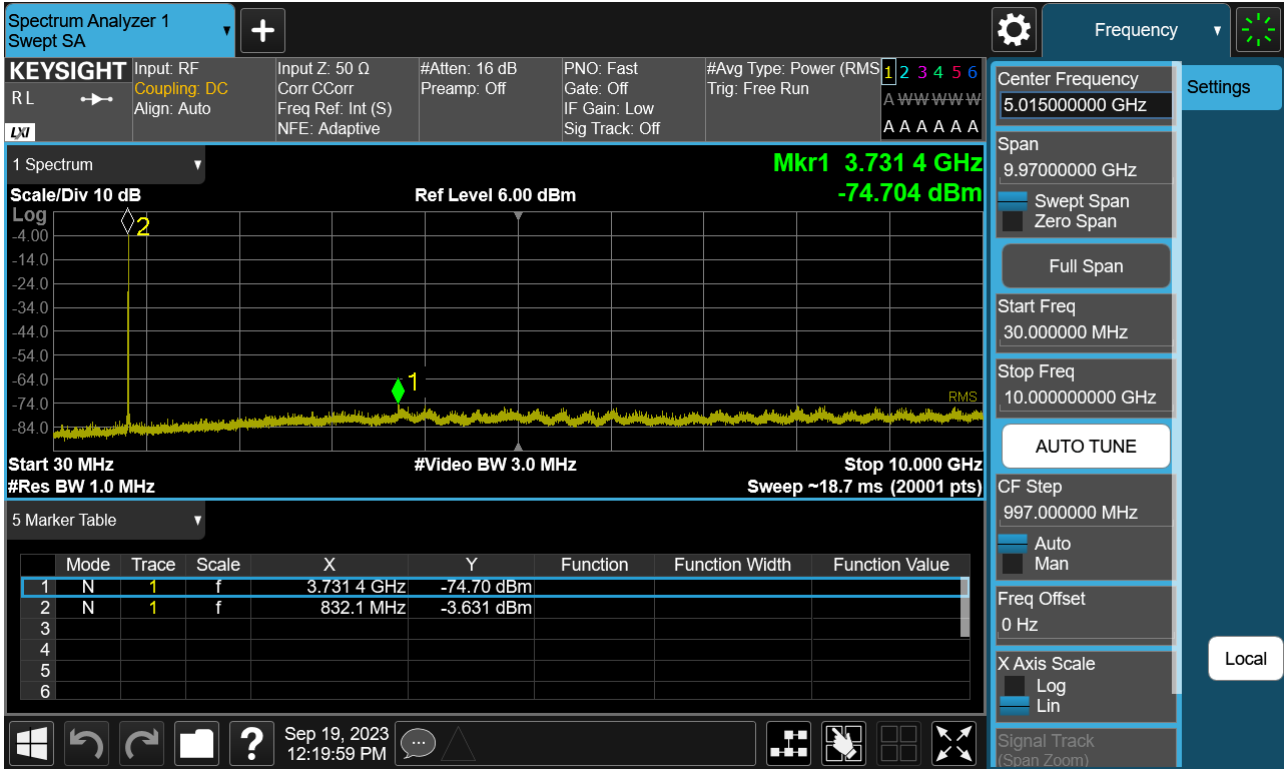 Spectrum Analyzer 1
Swept SA
Frequency
KEYSIGHT
R L
LXI
Input: RF
Coupling: DC
Align: Auto
Input Z: 50 Ω
Corr CCorr
Freq Ref: Int (S)
NFE: Adaptive
#Atten: 16 dB
Preamp: Off
PNO: Fast
Gate: Off
IF Gain: Low
Sig Track: Off
#Avg Type: Power (RMS
Trig: Free Run
1 2 3 4 5 6
A W W W W W
A A A A A A
1 Spectrum
Mkr1 3.731 4 GHz
-74.704 dBm
Scale/Div 10 dB
Ref Level 6.00 dBm
Log
-4.00
-14.0
-24.0
-34.0
-44.0
-54.0
-64.0
-74.0
-84.0
2
1
RMS
Start 30 MHz
#Video BW 3.0 MHz
Stop 10.000 GHz
#Res BW 1.0 MHz
Sweep ~18.7 ms (20001 pts)
5 Marker Table
Mode Trace Scale X Y Function Function Width Function Value
1 N 1 f 3.731 4 GHz -74.70 dBm
2 N 1 f 832.1 MHz -3.631 dBm
3
4
5
6
Sep 19, 2023
12:19:59 PM
?
Center Frequency
5.015000000 GHz
Span
9.97000000 GHz
Swept Span
Zero Span
Full Span
Start Freq
30.000000 MHz
Stop Freq
10.000000000 GHz
AUTO TUNE
CF Step
997.000000 MHz
Auto
Man
Freq Offset
0 Hz
X Axis Scale
Log
Lin
Signal Track
(Span Zoom)
Settings
Local